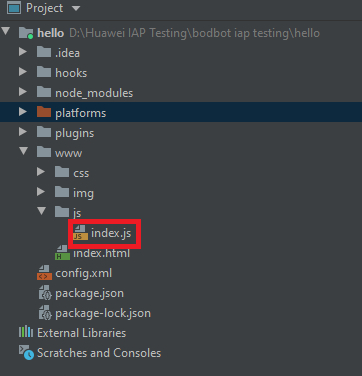 Project
hello D:\Huawei IAP Testing\bodbot iap testing\hello
.idea
hooks
node_modules
platforms
plugins
www
css
img
js
JS index.js
H index.html
config.xml
package.json
package-lock.json
External Libraries
Scratches and Consoles